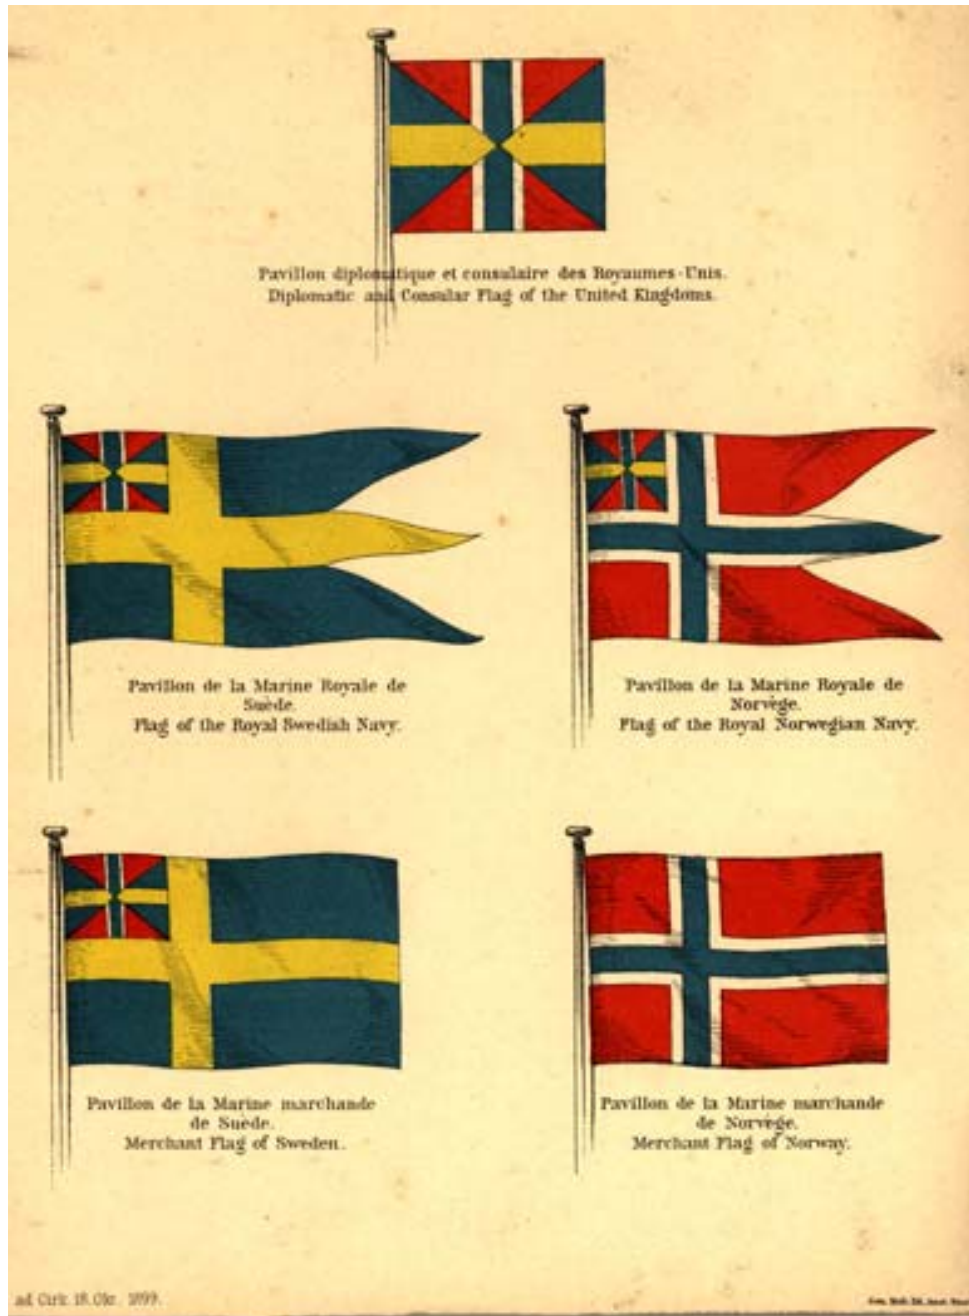 Pavillon diplomatique et consulaire des Royaumes-Unis.
Diplomatic and Consular Flag of the United Kingdoms.
Pavillon de la Marine Royale de
Suède.
Flag of the Royal Swedish Navy.
Pavillon de la Marine Royale de
Norvège.
Flag of the Royal Norwegian Navy.
Pavillon de la Marine marchande
de Suède.
Merchant Flag of Sweden.
Pavillon de la Marine marchande
de Norvège.
Merchant Flag of Norway.
ad Cirk. 18. Okt. 1899.